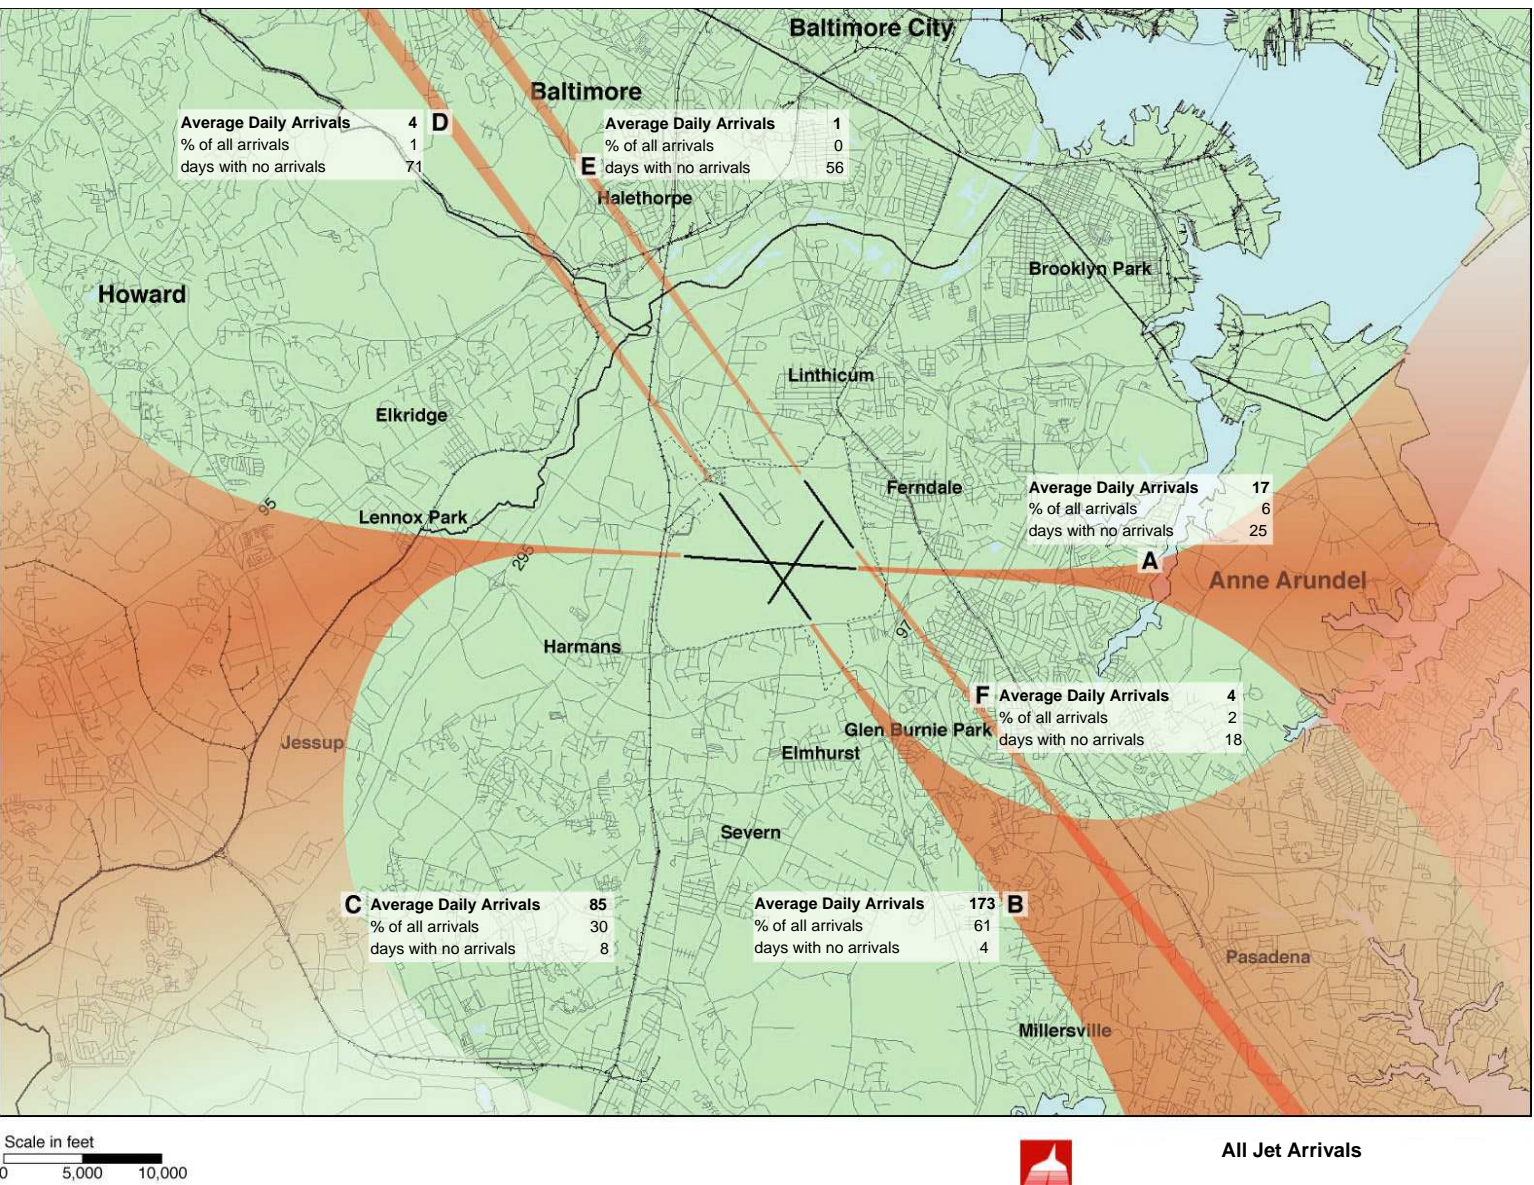 Baltimore City
Baltimore
Average Daily Arrivals 4
% of all arrivals 1
days with no arrivals 71
D
Average Daily Arrivals 1
% of all arrivals 0
days with no arrivals 56
E
Halethorpe
Brooklyn Park
Howard
Linthicum
Elkridge
Ferndale
Average Daily Arrivals 17
% of all arrivals 6
days with no arrivals 25
A
95
Lennox Park
295
Anne Arundel
Harmans
97
F
Average Daily Arrivals 4
% of all arrivals 2
days with no arrivals 18
Glen Burnie Park
Jessup
Elmhurst
Severn
C
Average Daily Arrivals 85
% of all arrivals 30
days with no arrivals 8
Average Daily Arrivals 173
% of all arrivals 61
days with no arrivals 4
B
Pasadena
Millersville
Scale in feet
0 5,000 10,000
All Jet Arrivals